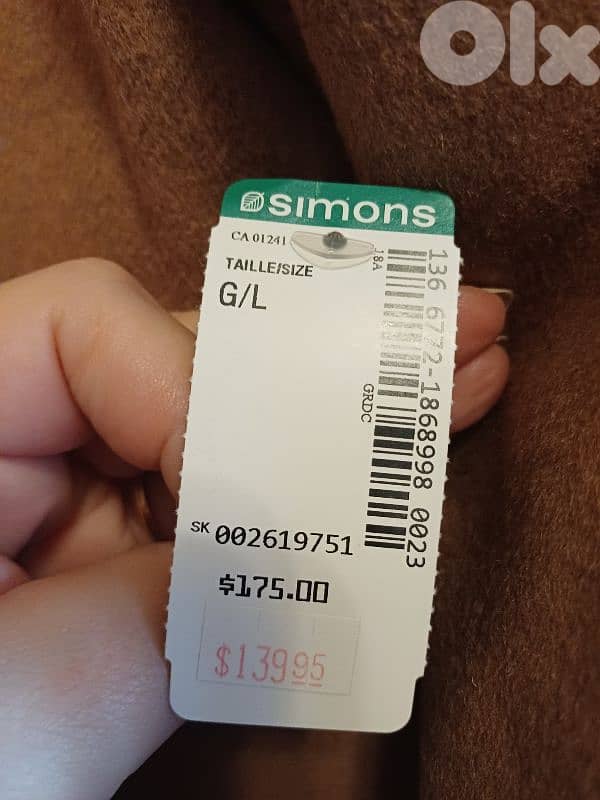 Olx
simons
CA 01241
18A
TAILLE/SIZE
G/L
136 6772-1868998 0023
GRDC
SK 002619751
$175.00
$139.95